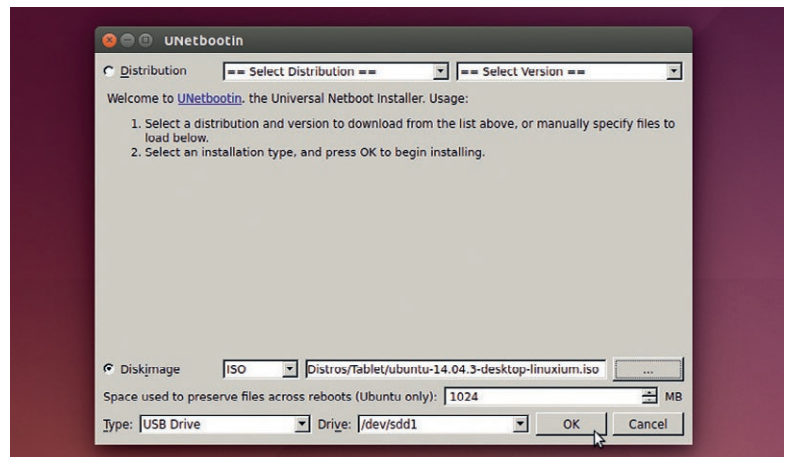 UNetbootin
Distribution == Select Distribution == == Select Version ==
Welcome to UNetbootin, the Universal Netboot Installer. Usage:
1. Select a distribution and version to download from the list above, or manually specify files to
load below.
2. Select an installation type, and press OK to begin installing.
Diskimage ISO Distros/Tablet/ubuntu-14.04.3-desktop-linuxium.iso ...
Space used to preserve files across reboots (Ubuntu only): 1024 MB
Type: USB Drive Drive: /dev/sdd1 OK Cancel